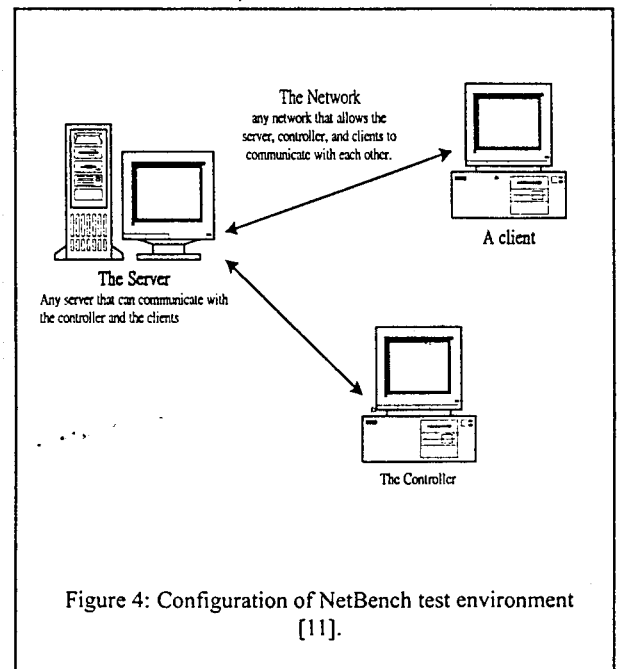 The Network
any network that allows the
server, controller, and clients to
communicate with each other.
A client
The Server
Any server that can communicate with
the controller and the clients
The Controller
Figure 4: Configuration of NetBench test environment
[11].